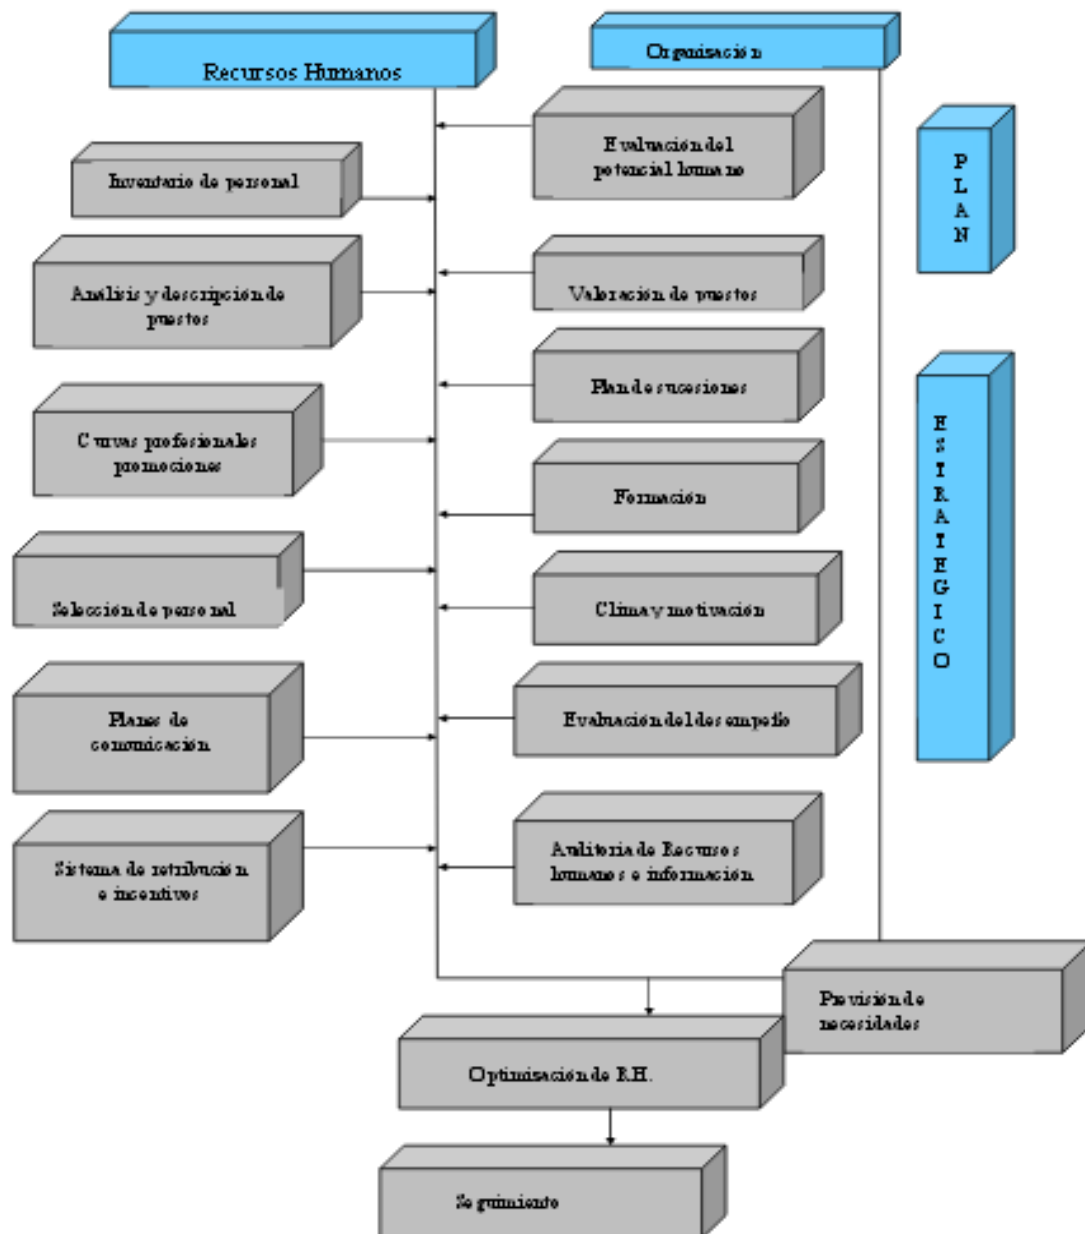 Recursos Humanos
Organización
Evaluación del
potencial humano
Inventario de personal
Análisis y descripción de
puestos
Valoración de puestos
Plan de sucesiones
Curvas profesionales
promociones
Formación
Selección de personal
Clima y motivación
Planes de
comunicación
Evaluación del desempeño
Sistema de retribución
e incentivos
Auditoria de Recursos
humanos e información
Previsión de
necesidades
Optimización de R.H.
Seguimiento
PLAN
ESTRATEGICO